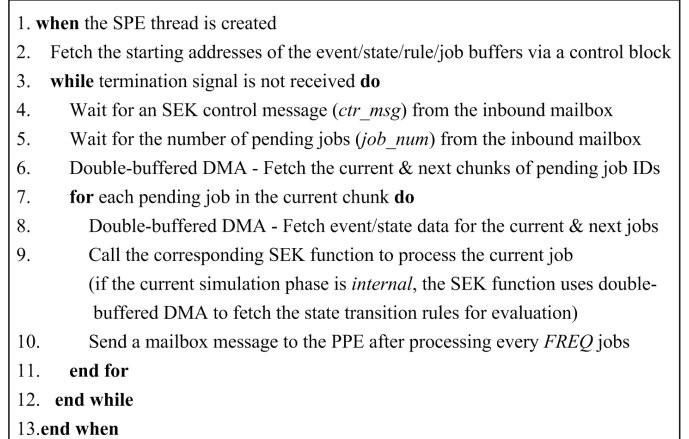 1. when the SPE thread is created
2. Fetch the starting addresses of the event/state/rule/job buffers via a control block
3. while termination signal is not received do
4. Wait for an SEK control message (ctr_msg) from the inbound mailbox
5. Wait for the number of pending jobs (job_num) from the inbound mailbox
6. Double-buffered DMA - Fetch the current & next chunks of pending job IDs
7. for each pending job in the current chunk do
8. Double-buffered DMA - Fetch event/state data for the current & next jobs
9. Call the corresponding SEK function to process the current job
(if the current simulation phase is internal, the SEK function uses double-
buffered DMA to fetch the state transition rules for evaluation)
10. Send a mailbox message to the PPE after processing every FREQ jobs
11. end for
12. end while
13.end when